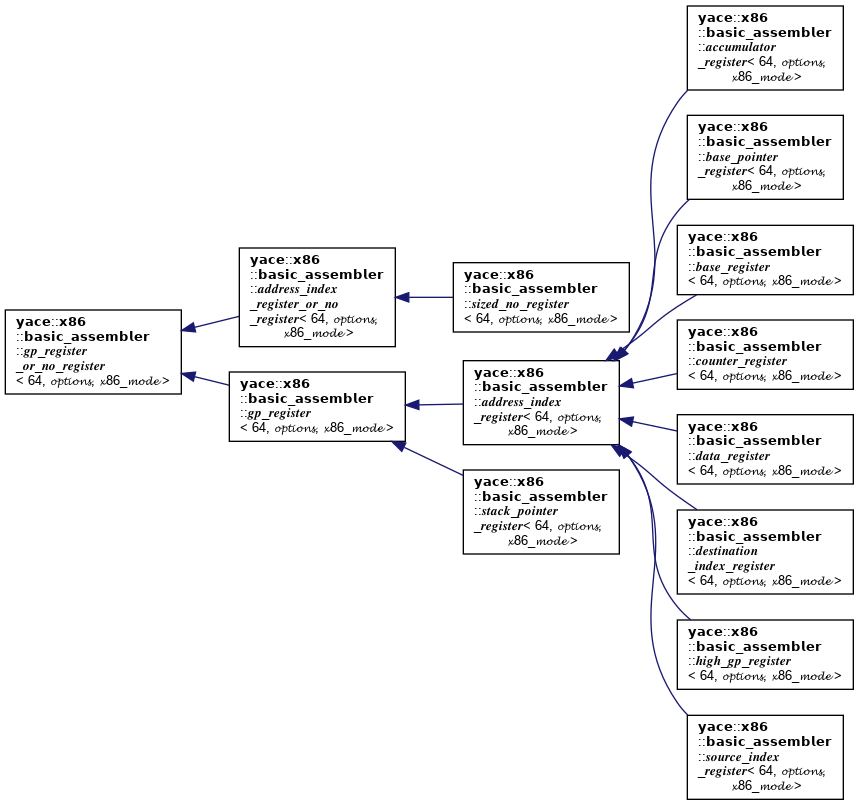 yace::x86
::basic_assembler
::gp_register
_or_no_register
< 64, options, x86_mode >
yace::x86
::basic_assembler
::address_index
_register_or_no
_register< 64, options,
x86_mode >
yace::x86
::basic_assembler
::gp_register
< 64, options, x86_mode >
yace::x86
::basic_assembler
::sized_no_register
< 64, options, x86_mode >
yace::x86
::basic_assembler
::address_index
_register< 64, options,
x86_mode >
yace::x86
::basic_assembler
::stack_pointer
_register< 64, options,
x86_mode >
yace::x86
::basic_assembler
::accumulator
_register< 64, options,
x86_mode >
yace::x86
::basic_assembler
::base_pointer
_register< 64, options,
x86_mode >
yace::x86
::basic_assembler
::base_register
< 64, options, x86_mode >
yace::x86
::basic_assembler
::counter_register
< 64, options, x86_mode >
yace::x86
::basic_assembler
::data_register
< 64, options, x86_mode >
yace::x86
::basic_assembler
::destination
_index_register
< 64, options, x86_mode >
yace::x86
::basic_assembler
::high_gp_register
< 64, options, x86_mode >
yace::x86
::basic_assembler
::source_index
_register< 64, options,
x86_mode >